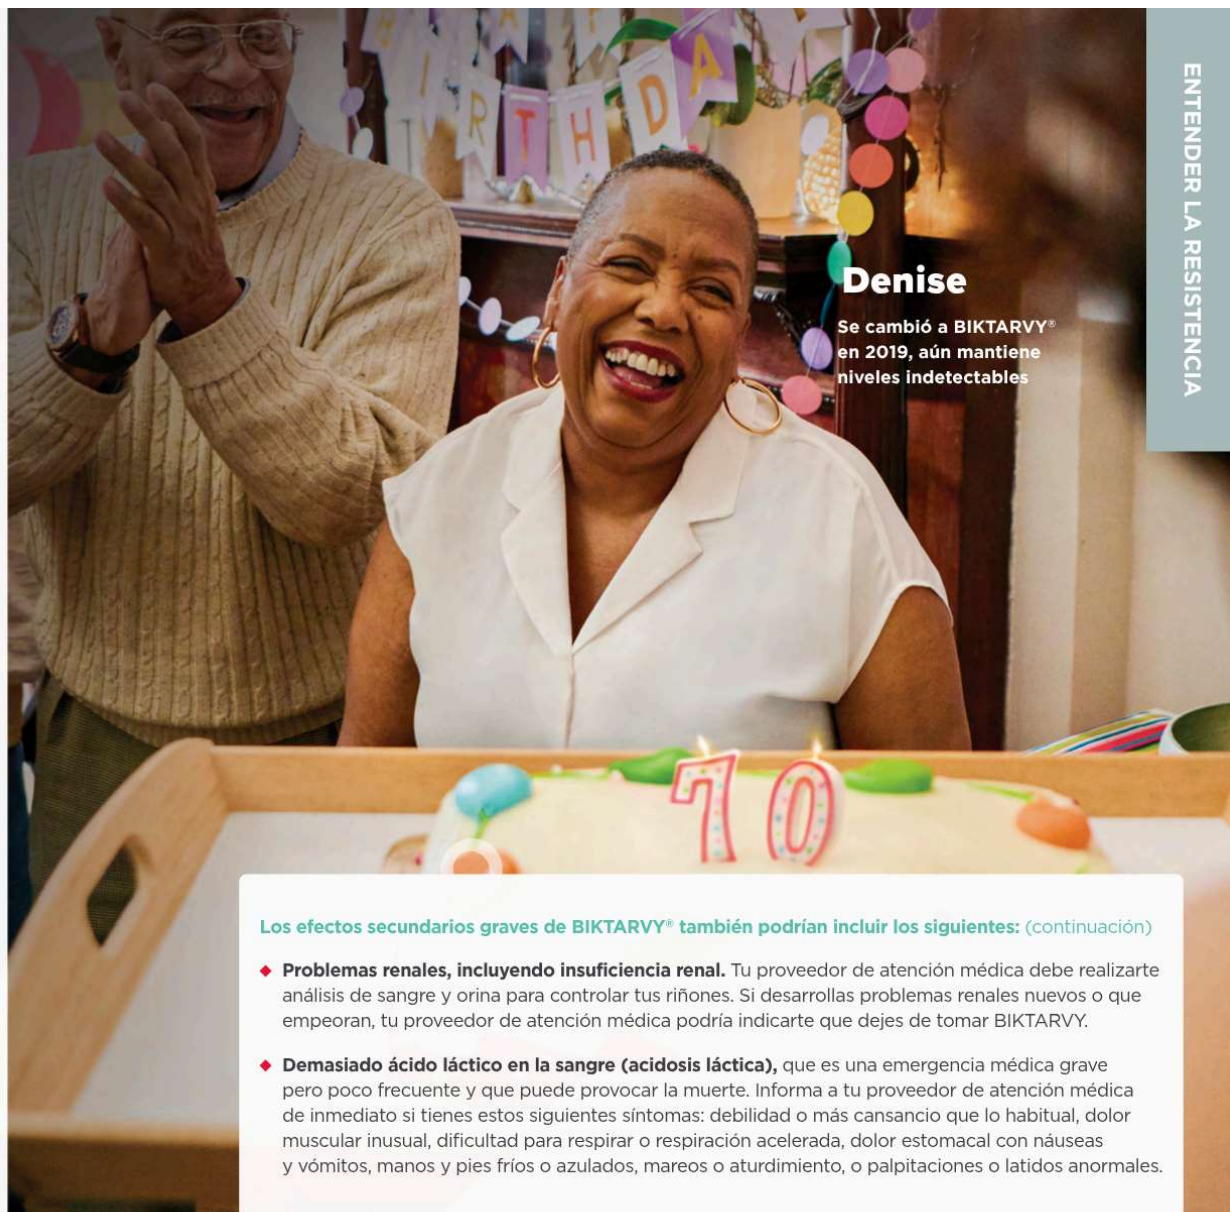 ENTENDER LA RESISTENCIA
RTHDA
Denise
Se cambió a BIKTARVY®
en 2019, aún mantiene
niveles indetectables
70
Los efectos secundarios graves de BIKTARVY® también podrían incluir los siguientes: (continuación)
◆ Problemas renales, incluyendo insuficiencia renal. Tu proveedor de atención médica debe realizarte
análisis de sangre y orina para controlar tus riñones. Si desarrollas problemas renales nuevos o que
empeoran, tu proveedor de atención médica podría indicarte que dejes de tomar BIKTARVY.
◆ Demasiado ácido láctico en la sangre (acidosis láctica), que es una emergencia médica grave
pero poco frecuente y que puede provocar la muerte. Informa a tu proveedor de atención médica
de inmediato si tienes estos siguientes síntomas: debilidad o más cansancio que lo habitual, dolor
muscular inusual, dificultad para respirar o respiración acelerada, dolor estomacal con náuseas
y vómitos, manos y pies fríos o azulados, mareos o aturdimiento, o palpitaciones o latidos anormales.